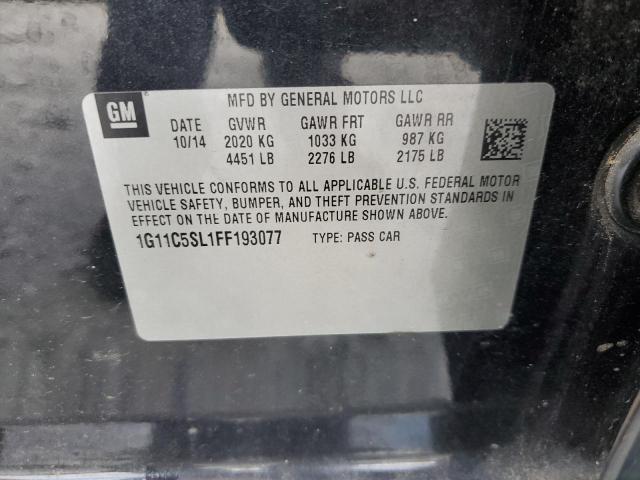 GM
MFD BY GENERAL MOTORS LLC
DATE GVWR GAWR FRT GAWR RR
10/14 2020 KG 1033 KG 987 KG
4451 LB 2276 LB 2175 LB
THIS VEHICLE CONFORMS TO ALL APPLICABLE U.S. FEDERAL MOTOR
VEHICLE SAFETY, BUMPER, AND THEFT PREVENTION STANDARDS IN
EFFECT ON THE DATE OF MANUFACTURE SHOWN ABOVE.
1G11C5SL1FF193077 TYPE: PASS CAR